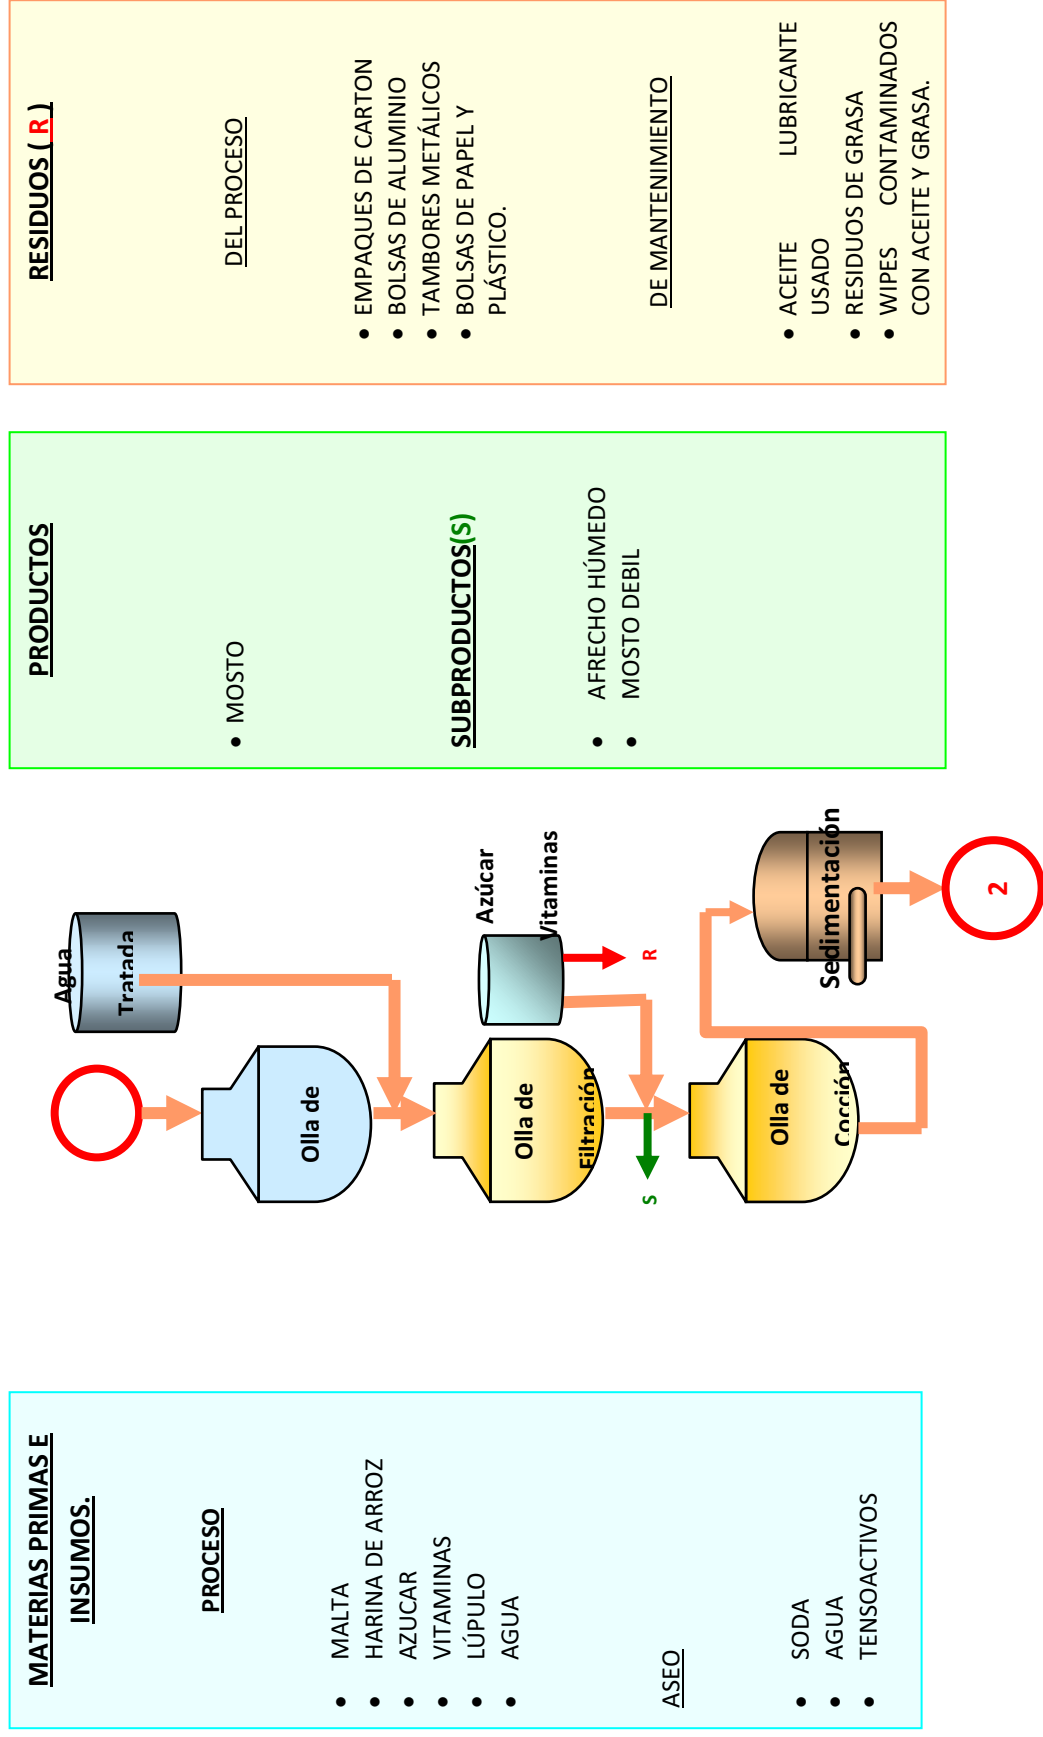 MATERIAS PRIMAS E
INSUMOS.
PROCESO
• MALTA
• HARINA DE ARROZ
• AZUCAR
• VITAMINAS
• LÚPULO
• AGUA
ASEO
• SODA
• AGUA
• TENSOACTIVOS
Agua
Tratada
Olla de
Olla de
Filtración
Azúcar
Vitaminas
R
S
Olla de
Cocción
Sedimentación
2
PRODUCTOS
• MOSTO
SUBPRODUCTOS(S)
• AFRECHO HÚMEDO
• MOSTO DEBIL
RESIDUOS ( R )
DEL PROCESO
• EMPAQUES DE CARTON
• BOLSAS DE ALUMINIO
• TAMBORES METÁLICOS
• BOLSAS DE PAPEL Y
PLÁSTICO.
DE MANTENIMIENTO
• ACEITE LUBRICANTE
USADO
• RESIDUOS DE GRASA
• WIPES CONTAMINADOS
CON ACEITE Y GRASA.